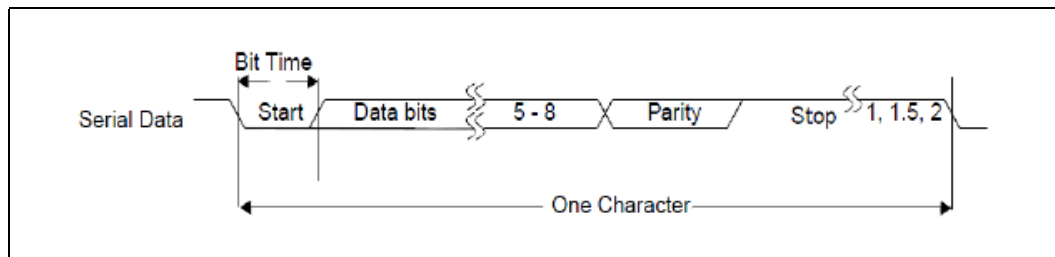 Bit Time
Serial Data Start Data bits 5 - 8 Parity Stop 1, 1.5, 2
One Character